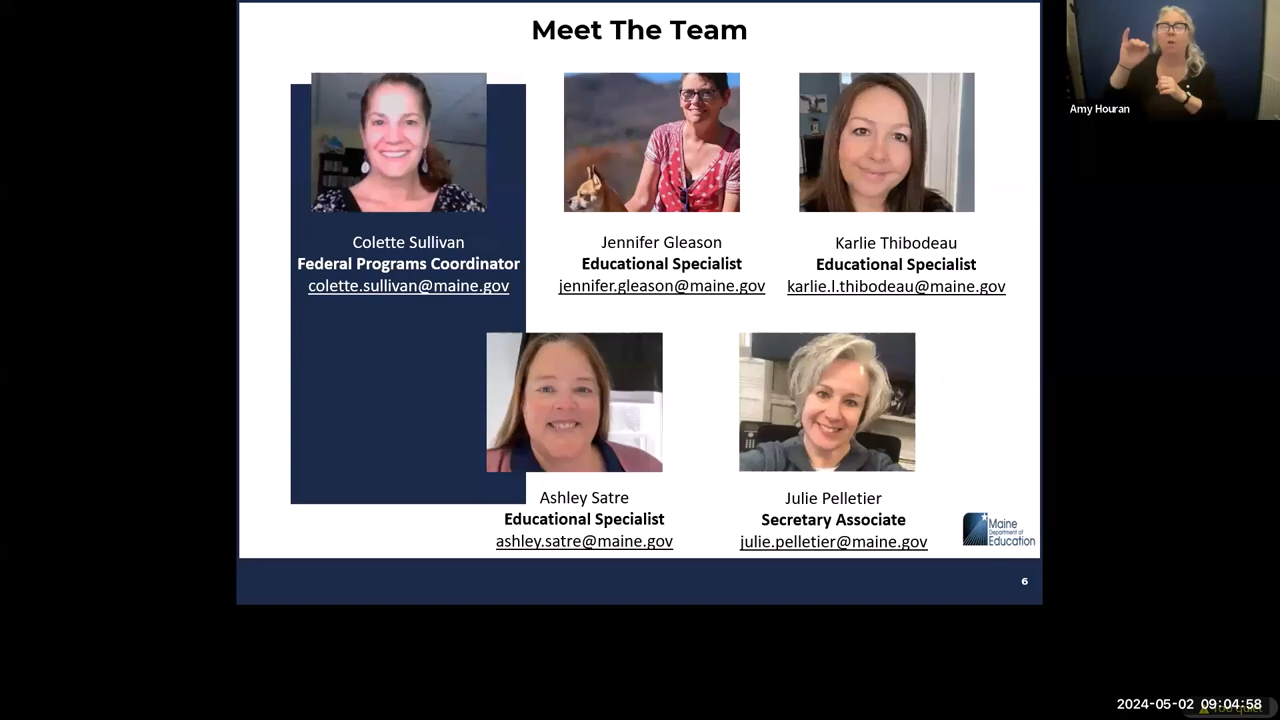 Meet The Team
Amy Houran
Colette Sullivan
Federal Programs Coordinator
colette.sullivan@maine.gov
Jennifer Gleason
Educational Specialist
jennifer.gleason@maine.gov
Karlie Thibodeau
Educational Specialist
karlie.l.thibodeau@maine.gov
Ashley Satre
Educational Specialist
ashley.satre@maine.gov
Julie Pelletier
Secretary Associate
julie.pelletier@maine.gov
Maine
Department of
Education
6
2024-05-02 09:04:58